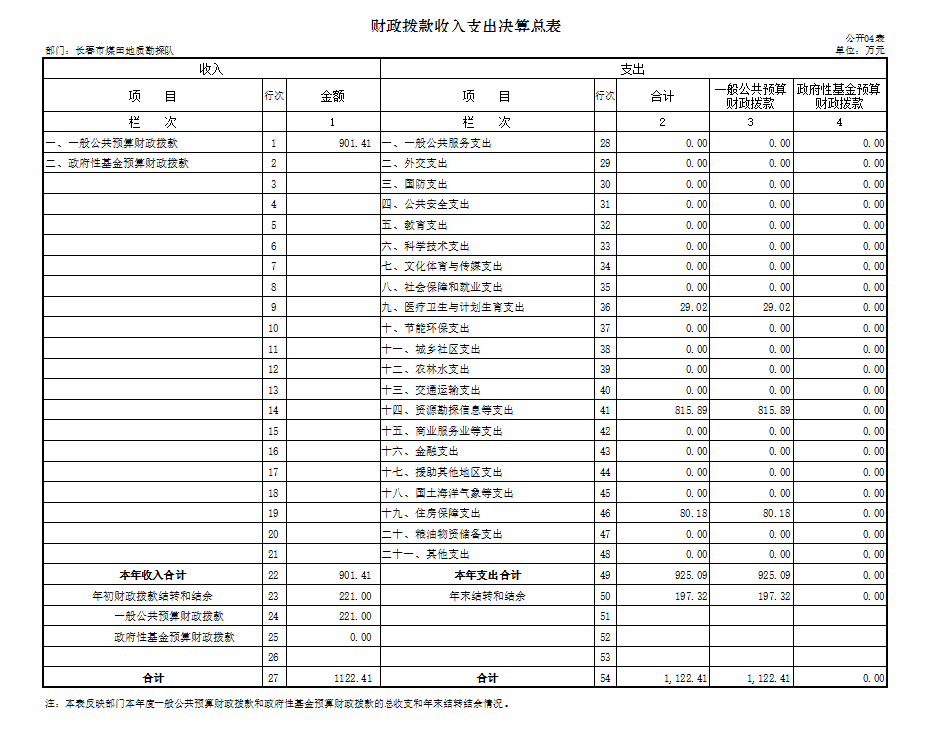 财政拨款收入支出决算总表
公开04表
部门：长春市煤田地质勘探队 单位：万元
收入 支出
项 目 行次 金额 项 目 行次 合计 一般公共预算财政拨款 政府性基金预算财政拨款
栏 次 1 栏 次 2 3 4
一、一般公共预算财政拨款 1 901.41 一、一般公共服务支出 28 0.00 0.00 0.00
二、政府性基金预算财政拨款 2 二、外交支出 29 0.00 0.00 0.00
3 三、国防支出 30 0.00 0.00 0.00
4 四、公共安全支出 31 0.00 0.00 0.00
5 五、教育支出 32 0.00 0.00 0.00
6 六、科学技术支出 33 0.00 0.00 0.00
7 七、文化体育与传媒支出 34 0.00 0.00 0.00
8 八、社会保障和就业支出 35 0.00 0.00 0.00
9 九、医疗卫生与计划生育支出 36 29.02 29.02 0.00
10 十、节能环保支出 37 0.00 0.00 0.00
11 十一、城乡社区支出 38 0.00 0.00 0.00
12 十二、农林水支出 39 0.00 0.00 0.00
13 十三、交通运输支出 40 0.00 0.00 0.00
14 十四、资源勘探信息等支出 41 815.89 815.89 0.00
15 十五、商业服务业等支出 42 0.00 0.00 0.00
16 十六、金融支出 43 0.00 0.00 0.00
17 十七、援助其他地区支出 44 0.00 0.00 0.00
18 十八、国土海洋气象等支出 45 0.00 0.00 0.00
19 十九、住房保障支出 46 80.18 80.18 0.00
20 二十、粮油物资储备支出 47 0.00 0.00 0.00
21 二十一、其他支出 48 0.00 0.00 0.00
本年收入合计 22 901.41 本年支出合计 49 925.09 925.09 0.00
年初财政拨款结转和结余 23 221.00 年末结转和结余 50 197.32 197.32 0.00
一般公共预算财政拨款 24 221.00 51
政府性基金预算财政拨款 25 0.00 52
26 53
合计 27 1122.41 合计 54 1,122.41 1,122.41 0.00
注：本表反映部门本年度一般公共预算财政拨款和政府性基金预算财政拨款的总收支和年末结转结余情况。